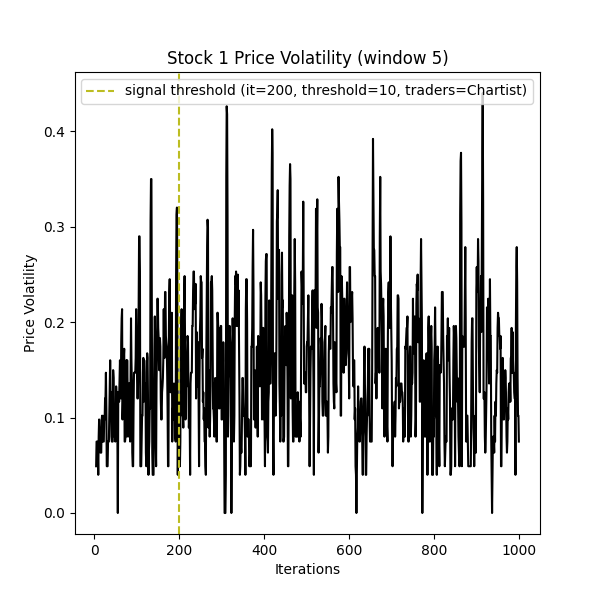 Stock 1 Price Volatility (window 5)
signal threshold (it=200, threshold=10, traders=Chartist)
0.4
0.3
0.2
0.1
0.0
Price Volatility
0 200 400 600 800 1000
Iterations